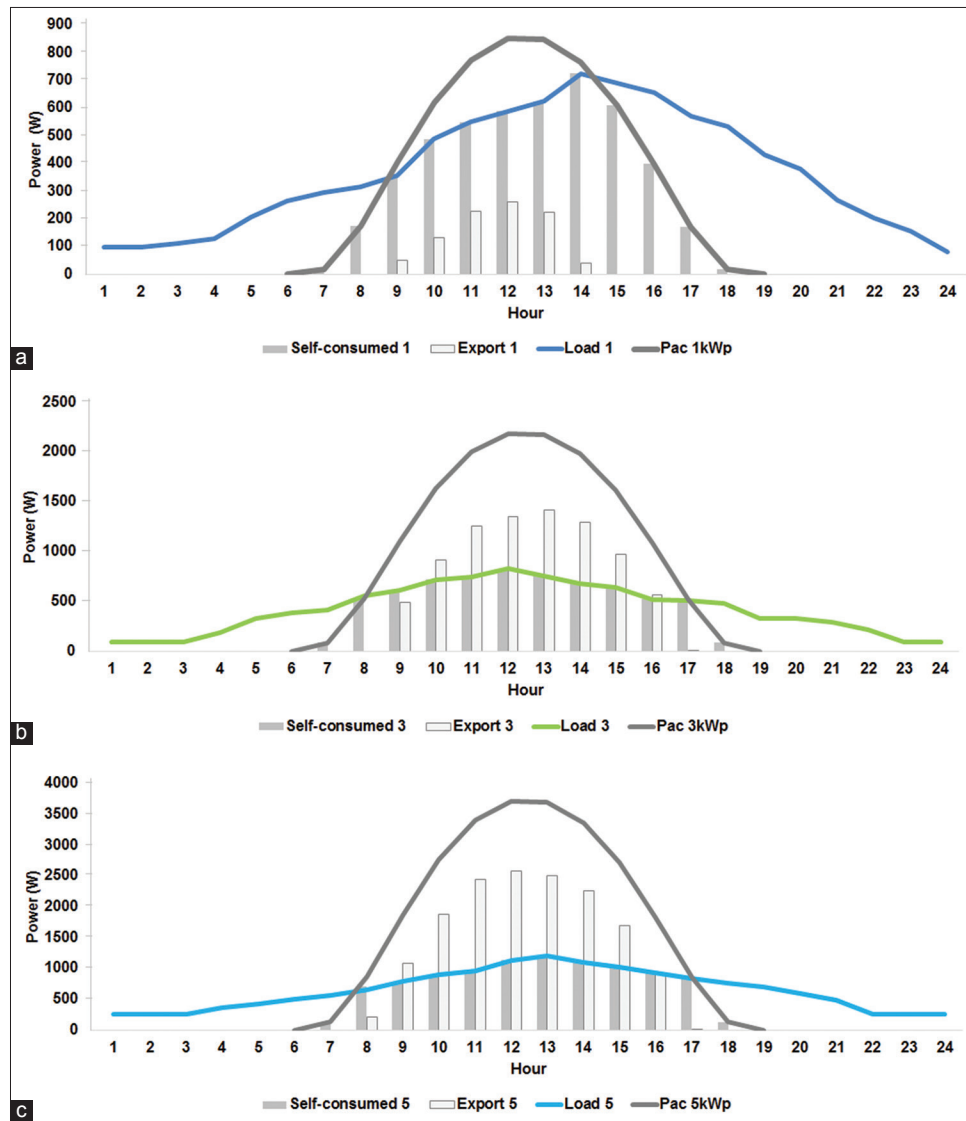 900
800
700
600
500
400
300
200
100
0
Power (W)
1 2 3 4 5 6 7 8 9 10 11 12 13 14 15 16 17 18 19 20 21 22 23 24
Hour
Self-consumed 1 Export 1 Load 1 Pac 1kWp
a
2500
2000
1500
1000
500
0
Power (W)
1 2 3 4 5 6 7 8 9 10 11 12 13 14 15 16 17 18 19 20 21 22 23 24
Hour
Self-consumed 3 Export 3 Load 3 Pac 3kWp
b
4000
3500
3000
2500
2000
1500
1000
500
0
Power (W)
1 2 3 4 5 6 7 8 9 10 11 12 13 14 15 16 17 18 19 20 21 22 23 24
Hour
Self-consumed 5 Export 5 Load 5 Pac 5kWp
c